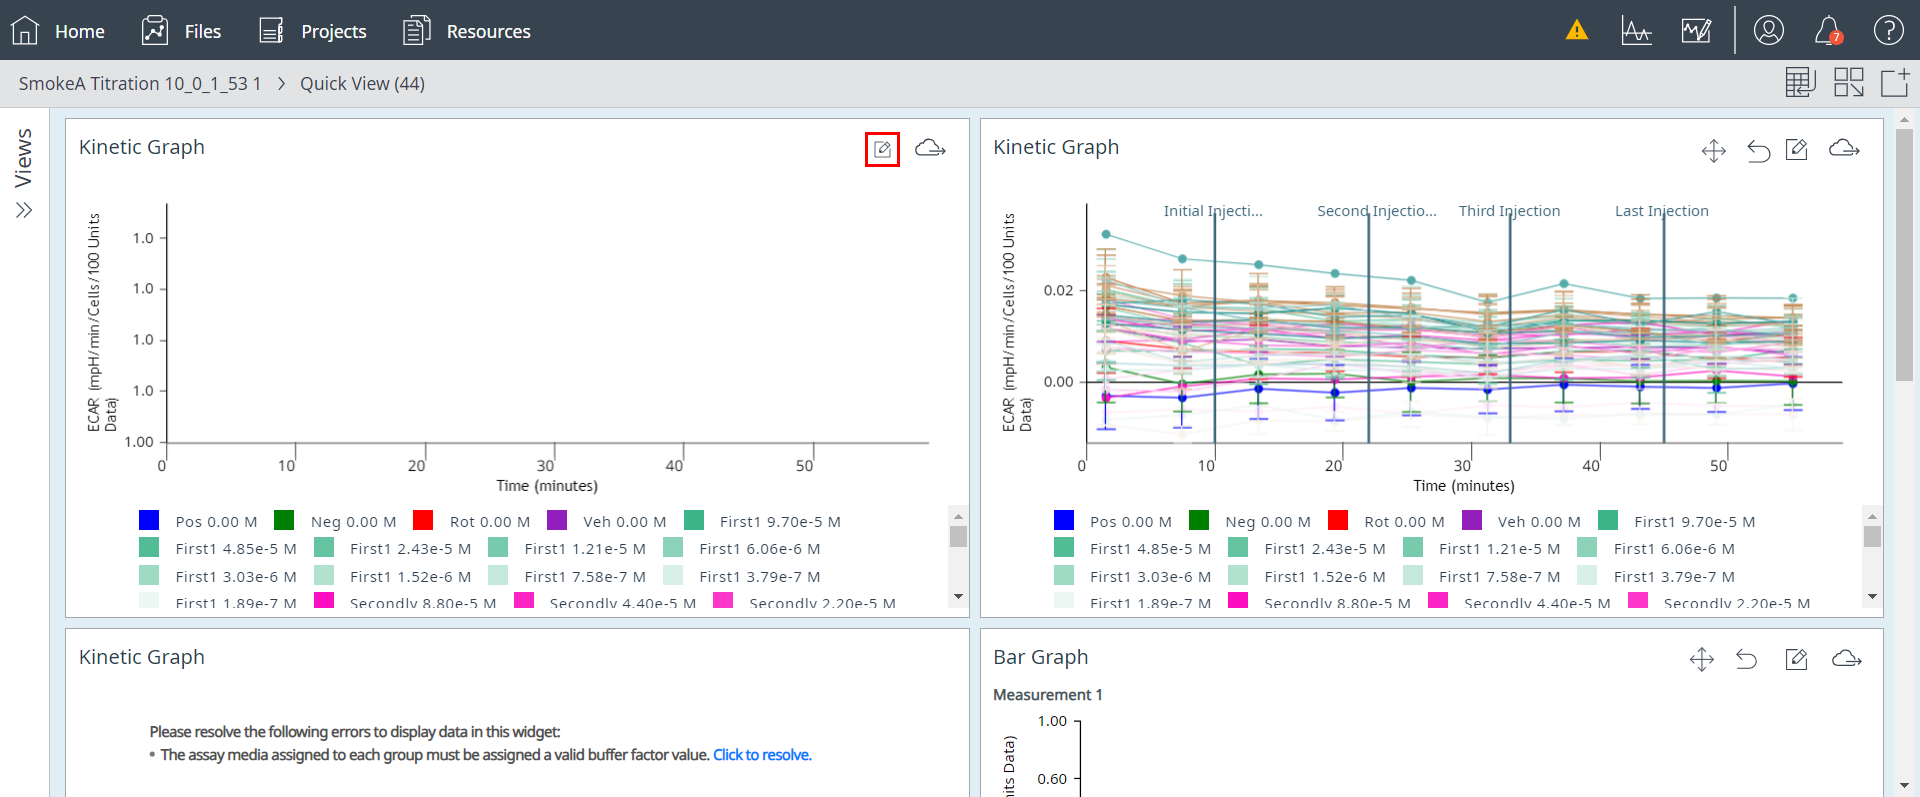 Home Files Projects Resources
7
SmokeA Titration 10_0_1_53 1 > Quick View (44)
Views
Kinetic Graph
ECAR (mpH/min/Cells/100 Units Data)
1.0
1.0
1.0
1.0
1.00
0 10 20 30 40 50
Time (minutes)
Pos 0.00 M Neg 0.00 M Rot 0.00 M Veh 0.00 M First1 9.70e-5 M
First1 4.85e-5 M First1 2.43e-5 M First1 1.21e-5 M First1 6.06e-6 M
First1 3.03e-6 M First1 1.52e-6 M First1 7.58e-7 M First1 3.79e-7 M
First1 1.89e-7 M Secondly 8.80e-5 M Secondly 4.40e-5 M Secondly 2.20e-5 M
Kinetic Graph
Initial Injecti... Second Injectio... Third Injection Last Injection
ECAR (mpH/min/Cells/100 Units Data)
0.02
0.00
0 10 20 30 40 50
Time (minutes)
Pos 0.00 M Neg 0.00 M Rot 0.00 M Veh 0.00 M First1 9.70e-5 M
First1 4.85e-5 M First1 2.43e-5 M First1 1.21e-5 M First1 6.06e-6 M
First1 3.03e-6 M First1 1.52e-6 M First1 7.58e-7 M First1 3.79e-7 M
First1 1.89e-7 M Secondly 8.80e-5 M Secondly 4.40e-5 M Secondly 2.20e-5 M
Kinetic Graph
Please resolve the following errors to display data in this widget:
• The assay media assigned to each group must be assigned a valid buffer factor value. Click to resolve.
Bar Graph
Measurement 1
1.00
0.60
nits Data)